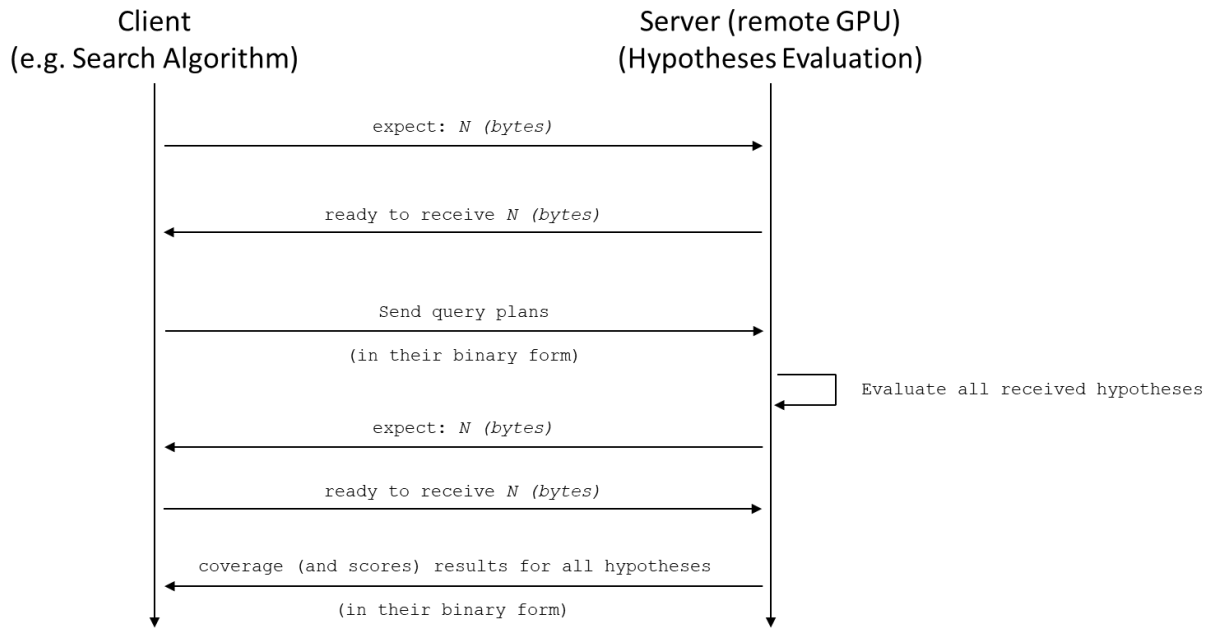 Client
(e.g. Search Algorithm)
Server (remote GPU)
(Hypotheses Evaluation)
expect: N (bytes)
ready to receive N (bytes)
Send query plans
(in their binary form)
Evaluate all received hypotheses
expect: N (bytes)
ready to receive N (bytes)
coverage (and scores) results for all hypotheses
(in their binary form)